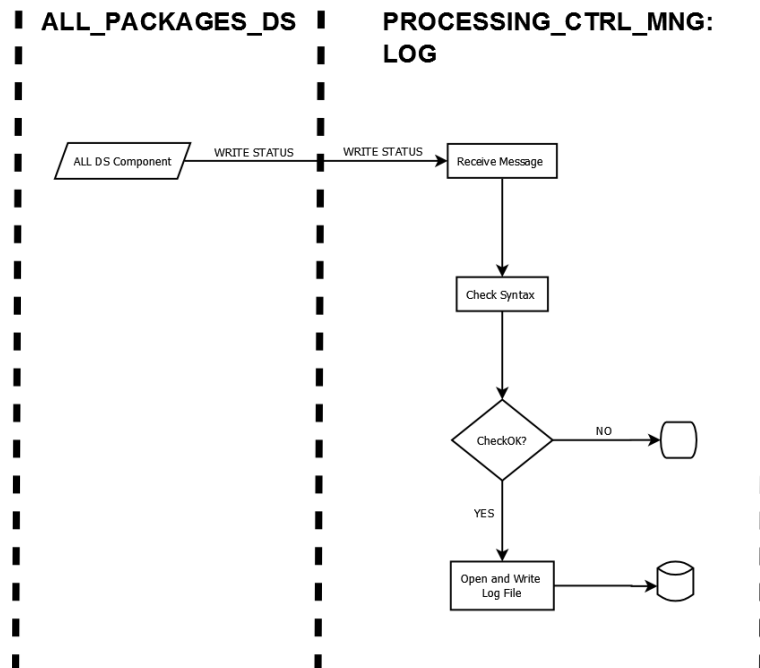 ALL_PACKAGES_DS
PROCESSING_CTRL_MNG:
LOG
ALL DS Component
WRITE STATUS
WRITE STATUS
Receive Message
Check Syntax
CheckOK?
NO
YES
Open and Write
Log File